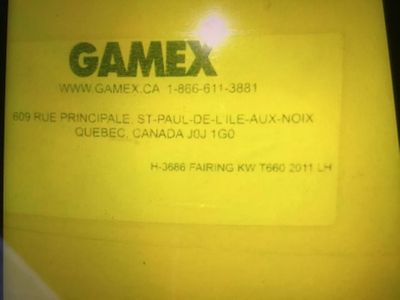 GAMEX
WWW.GAMEX.CA 1-866-611-3881
609 RUE PRINCIPALE, ST-PAUL-DE-L'ILE-AUX-NOIX
QUEBEC, CANADA J0J 1G0
H-3686 FAIRING KW T660 2011 LH